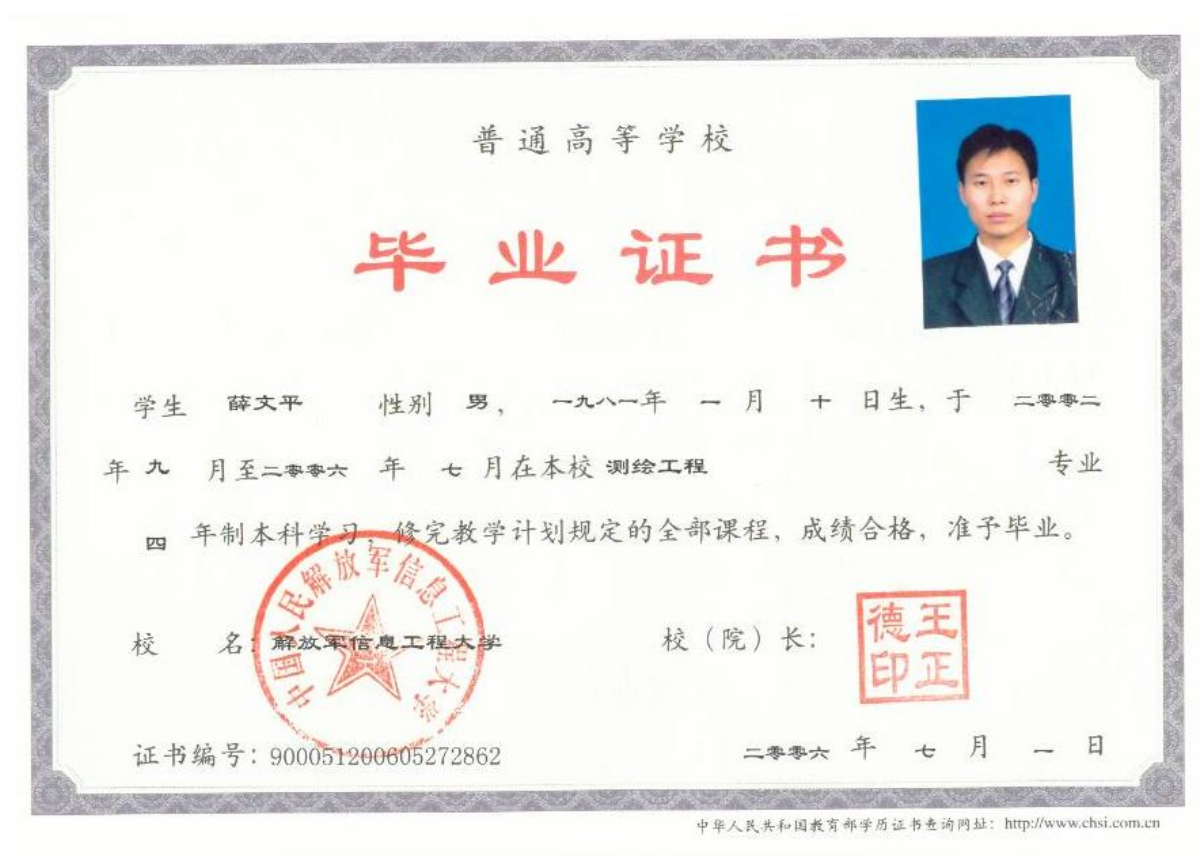 普通高等学校
毕业证书
学生 薛文平 性别 男，一九八一年 一 月 十 日生，于 二零零二
年 九 月至二零零六 年 七 月在本校 测绘工程 专业
四 年制本科学习，修完教学计划规定的全部课程，成绩合格，准予毕业。
中国人民解放军信息工程大学
校 名：解放军信息工程大学 校（院）长：
王正德印
证书编号：900051200605272862 二零零六 年 七 月 一 日
中华人民共和国教育部学历证书查询网址：http://www.chsi.com.cn